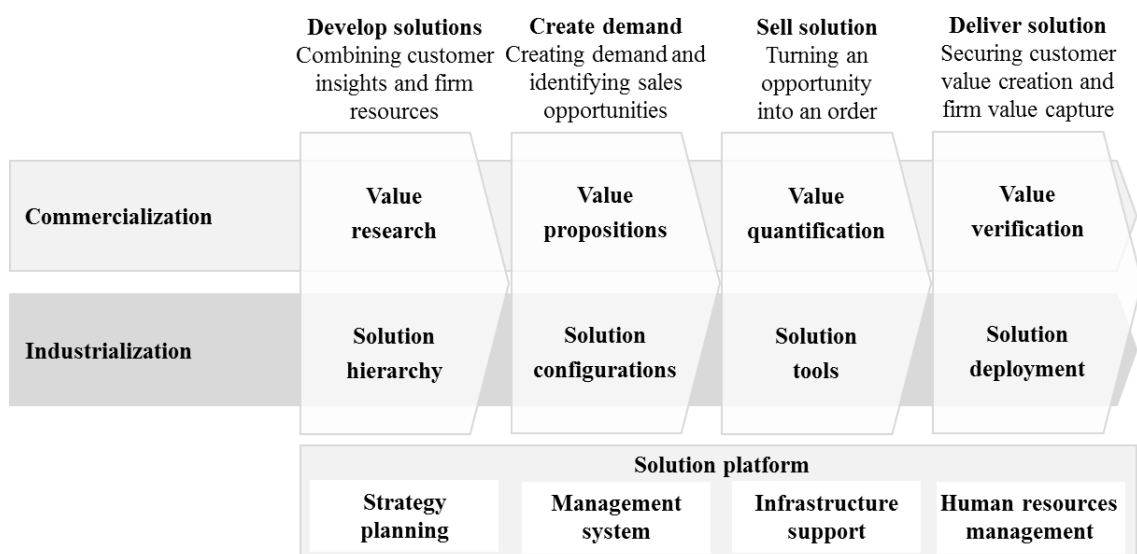 Develop solutions
Combining customer
insights and firm
resources
Create demand
Creating demand and
identifying sales
opportunities
Sell solution
Turning an
opportunity
into an order
Deliver solution
Securing customer
value creation and
firm value capture
Commercialization
Value
research
Value
propositions
Value
quantification
Value
verification
Industrialization
Solution
hierarchy
Solution
configurations
Solution
tools
Solution
deployment
Solution platform
Strategy
planning
Management
system
Infrastructure
support
Human resources
management